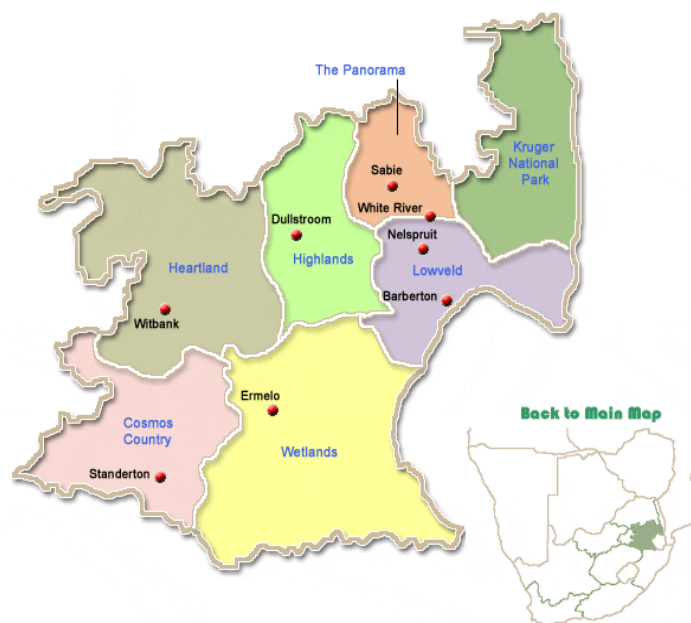 The Panorama
Kruger
National
Park
Sabie
White River
Dullstroom
Nelspruit
Highlands
Heartland
Lowveld
Barberton
Witbank
Ermelo
Cosmos
Country
Wetlands
Standerton
Back to Main Map